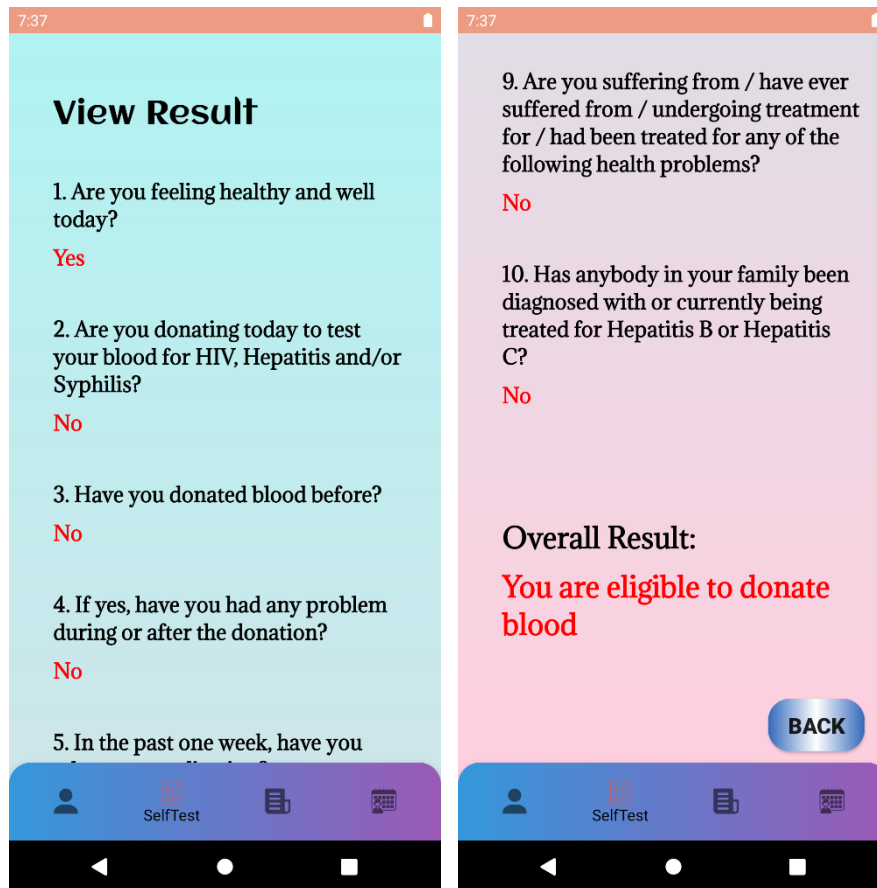 7:37
View Result
1. Are you feeling healthy and well
today?
Yes
2. Are you donating today to test
your blood for HIV, Hepatitis and/or
Syphilis?
No
3. Have you donated blood before?
No
4. If yes, have you had any problem
during or after the donation?
No
5. In the past one week, have you
SelfTest
7:37
9. Are you suffering from / have ever
suffered from / undergoing treatment
for / had been treated for any of the
following health problems?
No
10. Has anybody in your family been
diagnosed with or currently being
treated for Hepatitis B or Hepatitis
C?
No
Overall Result:
You are eligible to donate
blood
BACK
SelfTest